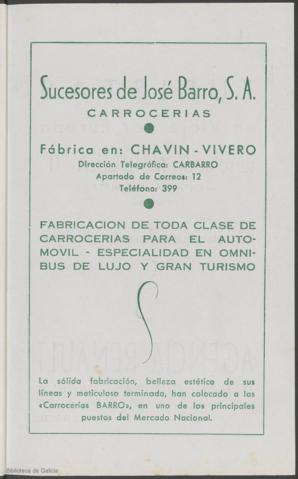 Sucesores de José Barro, S. A.
CARROCERIAS
Fábrica en: CHAVIN - VIVERO
Dirección Telegráfica: CARBARRO
Apartado de Correos: 12
Teléfono: 399
FABRICACION DE TODA CLASE DE
CARROCERIAS PARA EL AUTO-
MOVIL - ESPECIALIDAD EN OMNI-
BUS DE LUJO Y GRAN TURISMO
La sólida fabricación, belleza estética de sus
líneas y meticuloso terminado, han colocado a las
«Carrocerías BARRO», en uno de los principales
puestos del Mercado Nacional.
Biblioteca de Galicia